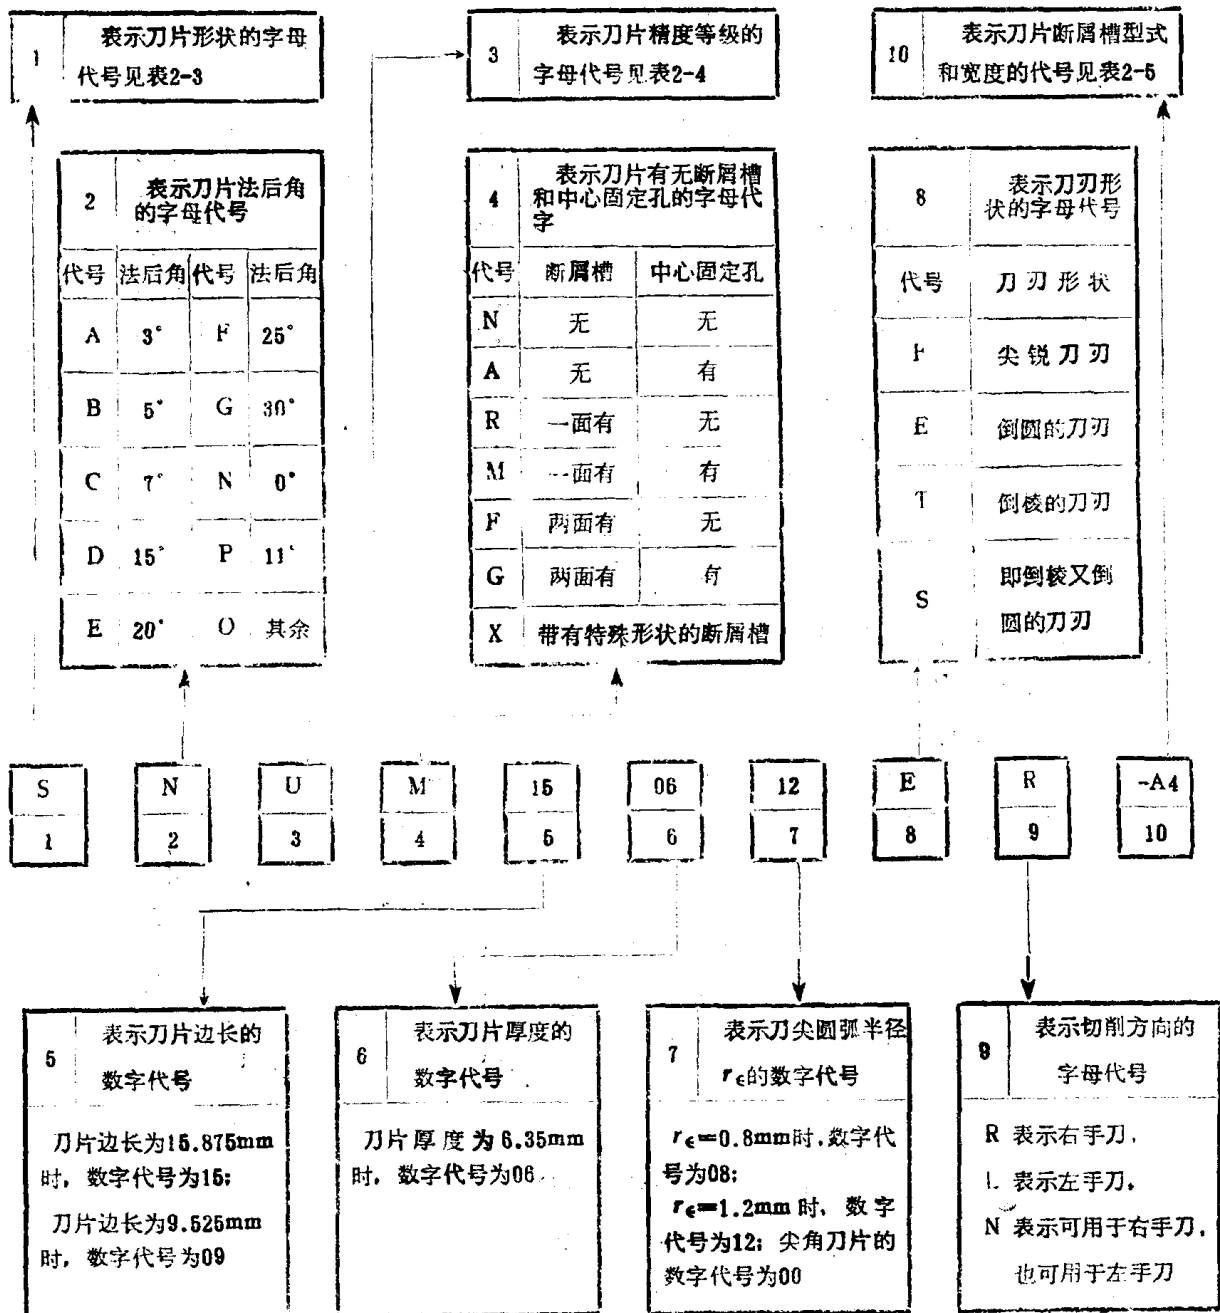 1 表示刀片形状的字母
代号见表2-3
3 表示刀片精度等级的
字母代号见表2-4
10 表示刀片断屑槽型式
和宽度的代号见表2-5
2 表示刀片法后角
的字母代号
代号 法后角 代号 法后角
A 3° F 25°
B 5° G 30°
C 7° N 0°
D 15° P 11°
E 20° O 其余
4 表示刀片有无断屑槽
和中心固定孔的字母代
字
代号 断屑槽 中心固定孔
N 无 无
A 无 有
R 一面有 无
M 一面有 有
F 两面有 无
G 两面有 有
X 带有特殊形状的断屑槽
8 表示刀刃形
状的字母代号
代号 刀刃形状
F 尖锐刀刃
E 倒圆的刀刃
T 倒棱的刀刃
S 即倒棱又倒
圆的刀刃
S N U M 15 06 12 E R -A4
1 2 3 4 5 6 7 8 9 10
5 表示刀片边长的
数字代号
刀片边长为15.875mm
时，数字代号为15;
刀片边长为9.525mm
时，数字代号为09
6 表示刀片厚度的
数字代号
刀片厚度为6.35mm
时，数字代号为06
7 表示刀尖圆弧半径
rε的数字代号
rε=0.8mm时，数字代
号为08;
rε=1.2mm时，数字
代号为12; 尖角刀片的
数字代号为00
9 表示切削方向的
字母代号
R 表示右手刀，
L 表示左手刀，
N 表示可用于右手刀，
也可用于左手刀